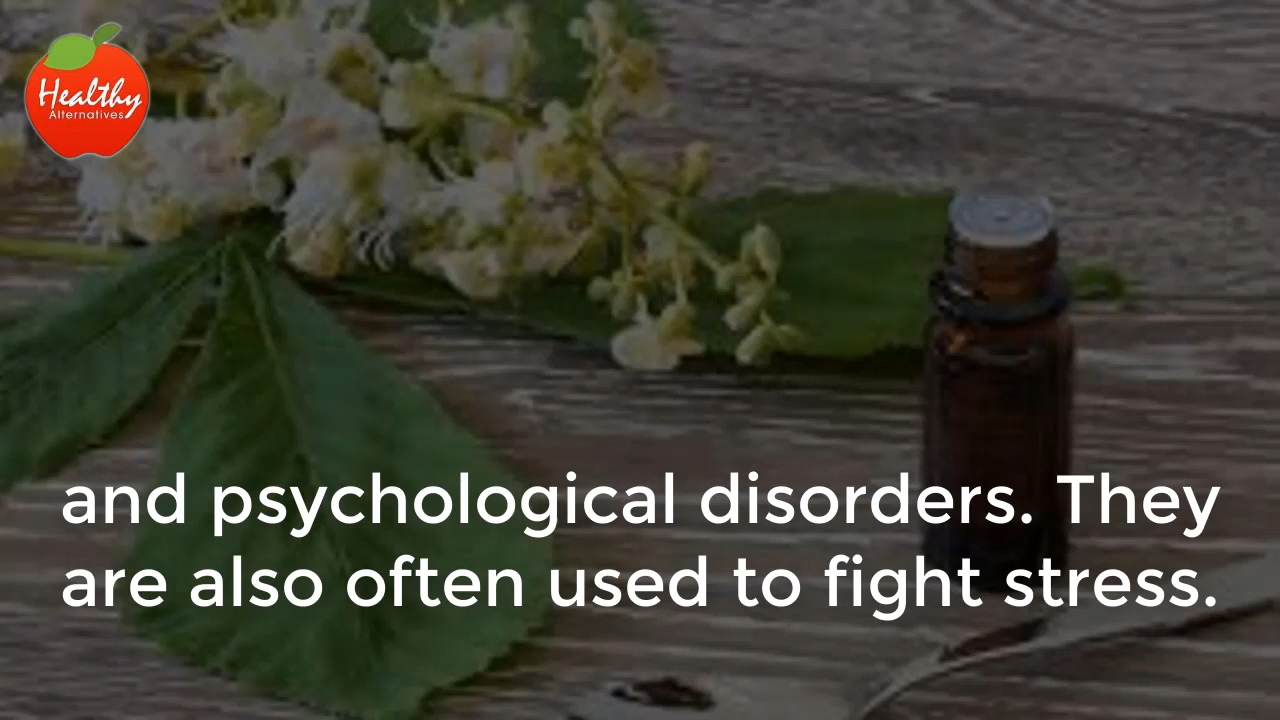 Healthy
Alternatives
and psychological disorders. They
are also often used to fight stress.